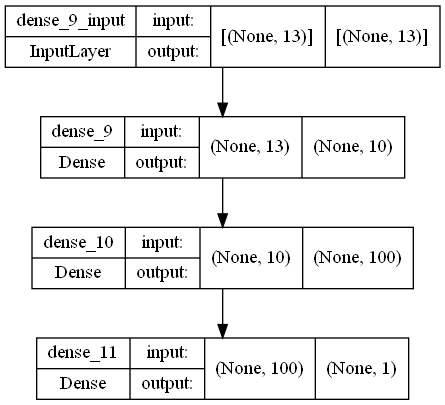 dense_9_input input: [(None, 13)] [(None, 13)]
InputLayer output:
dense_9 input: (None, 13) (None, 10)
Dense output:
dense_10 input: (None, 10) (None, 100)
Dense output:
dense_11 input: (None, 100) (None, 1)
Dense output: